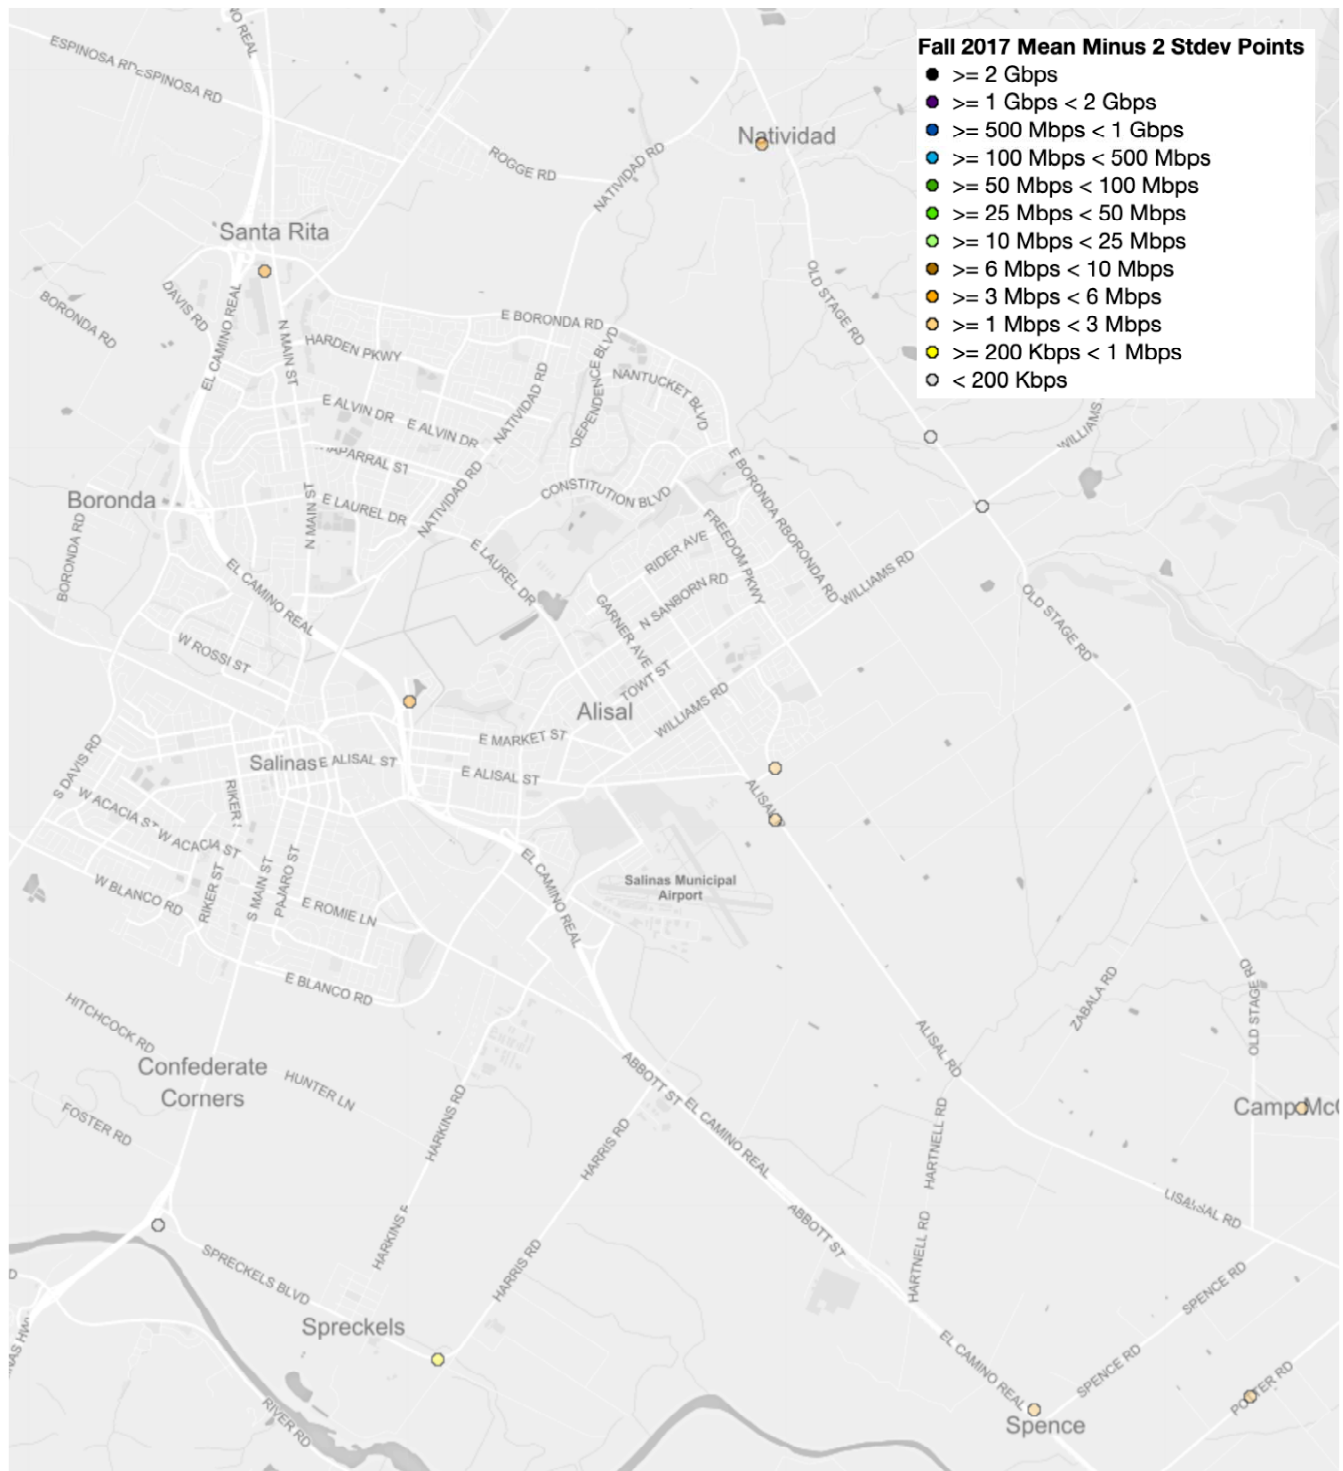 Fall 2017 Mean Minus 2 Stdev Points
>= 2 Gbps
>= 1 Gbps < 2 Gbps
>= 500 Mbps < 1 Gbps
>= 100 Mbps < 500 Mbps
>= 50 Mbps < 100 Mbps
>= 25 Mbps < 50 Mbps
>= 10 Mbps < 25 Mbps
>= 6 Mbps < 10 Mbps
>= 3 Mbps < 6 Mbps
>= 1 Mbps < 3 Mbps
>= 200 Kbps < 1 Mbps
< 200 Kbps
NO REAL
ESPINOSA RD
ESPINOSA RD
Natividad
ROGGE RD
NATIVIDAD RD
Santa Rita
OLD STAGE RD
BORONDA RD
DAVIS RD
EL CAMINO REAL
N MAIN ST
HARDEN PKWY
E BORONDA RD
NANTUCKET BLVD
NATIVIDAD RD
E ALVIN DR
E ALVIN DR
WILLIAMS
Boronda
BORONDA RD
N MAIN ST
E LAUREL DR
NATIVIDAD RD
CONSTITUTION BLVD
E BORONDA R
BORONDA RD
FREEDOM PKWY
RIDER AVE
N SANBORN RD
E LAUREL DR
WILLIAMS RD
GARNER AVE
OLD STAGE RD
EL CAMINO REAL
W ROSSI ST
TOWT ST
Alisal
WILLIAMS RD
E MARKET ST
Salinas
E ALISAL ST
E ALISAL ST
S DAVIS RD
W ACACIA ST
W ACACIA ST
RIKER
ALISAL
EL CAMINO REAL
Salinas Municipal
Airport
W BLANCO RD
RIKER ST
S MAIN ST
PAJARO ST
E ROMIE LN
E BLANCO RD
HITCHCOCK RD
ZABALA RD
OLD STAGE RD
ALISAL RD
Confederate
Corners
HUNTER LN
ABBOTT ST
EL CAMINO REAL
Camp McC
FOSTER RD
HARKINS RD
HARRIS RD
HARTNELL RD
ABBOTT ST
SPRECKELS BLVD
HARKINS R
HARRIS RD
HARTNELL RD
SPENCE RD
Spreckels
EL CAMINO REAL
SPENCE RD
RIVER RD
Spence